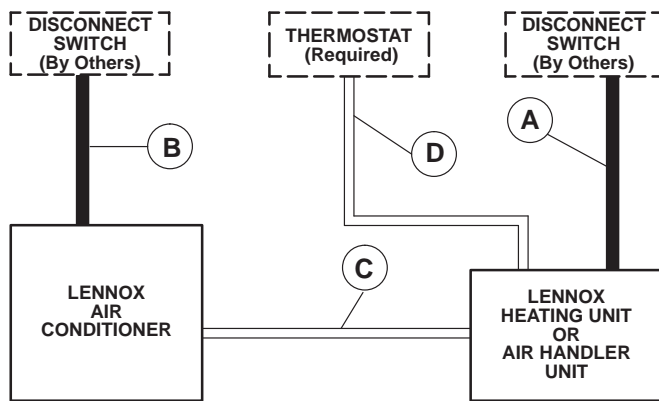 DISCONNECT
SWITCH
(By Others)
THERMOSTAT
(Required)
DISCONNECT
SWITCH
(By Others)
A
B
D
C
LENNOX
AIR
CONDITIONER
LENNOX
HEATING UNIT
OR
AIR HANDLER
UNIT